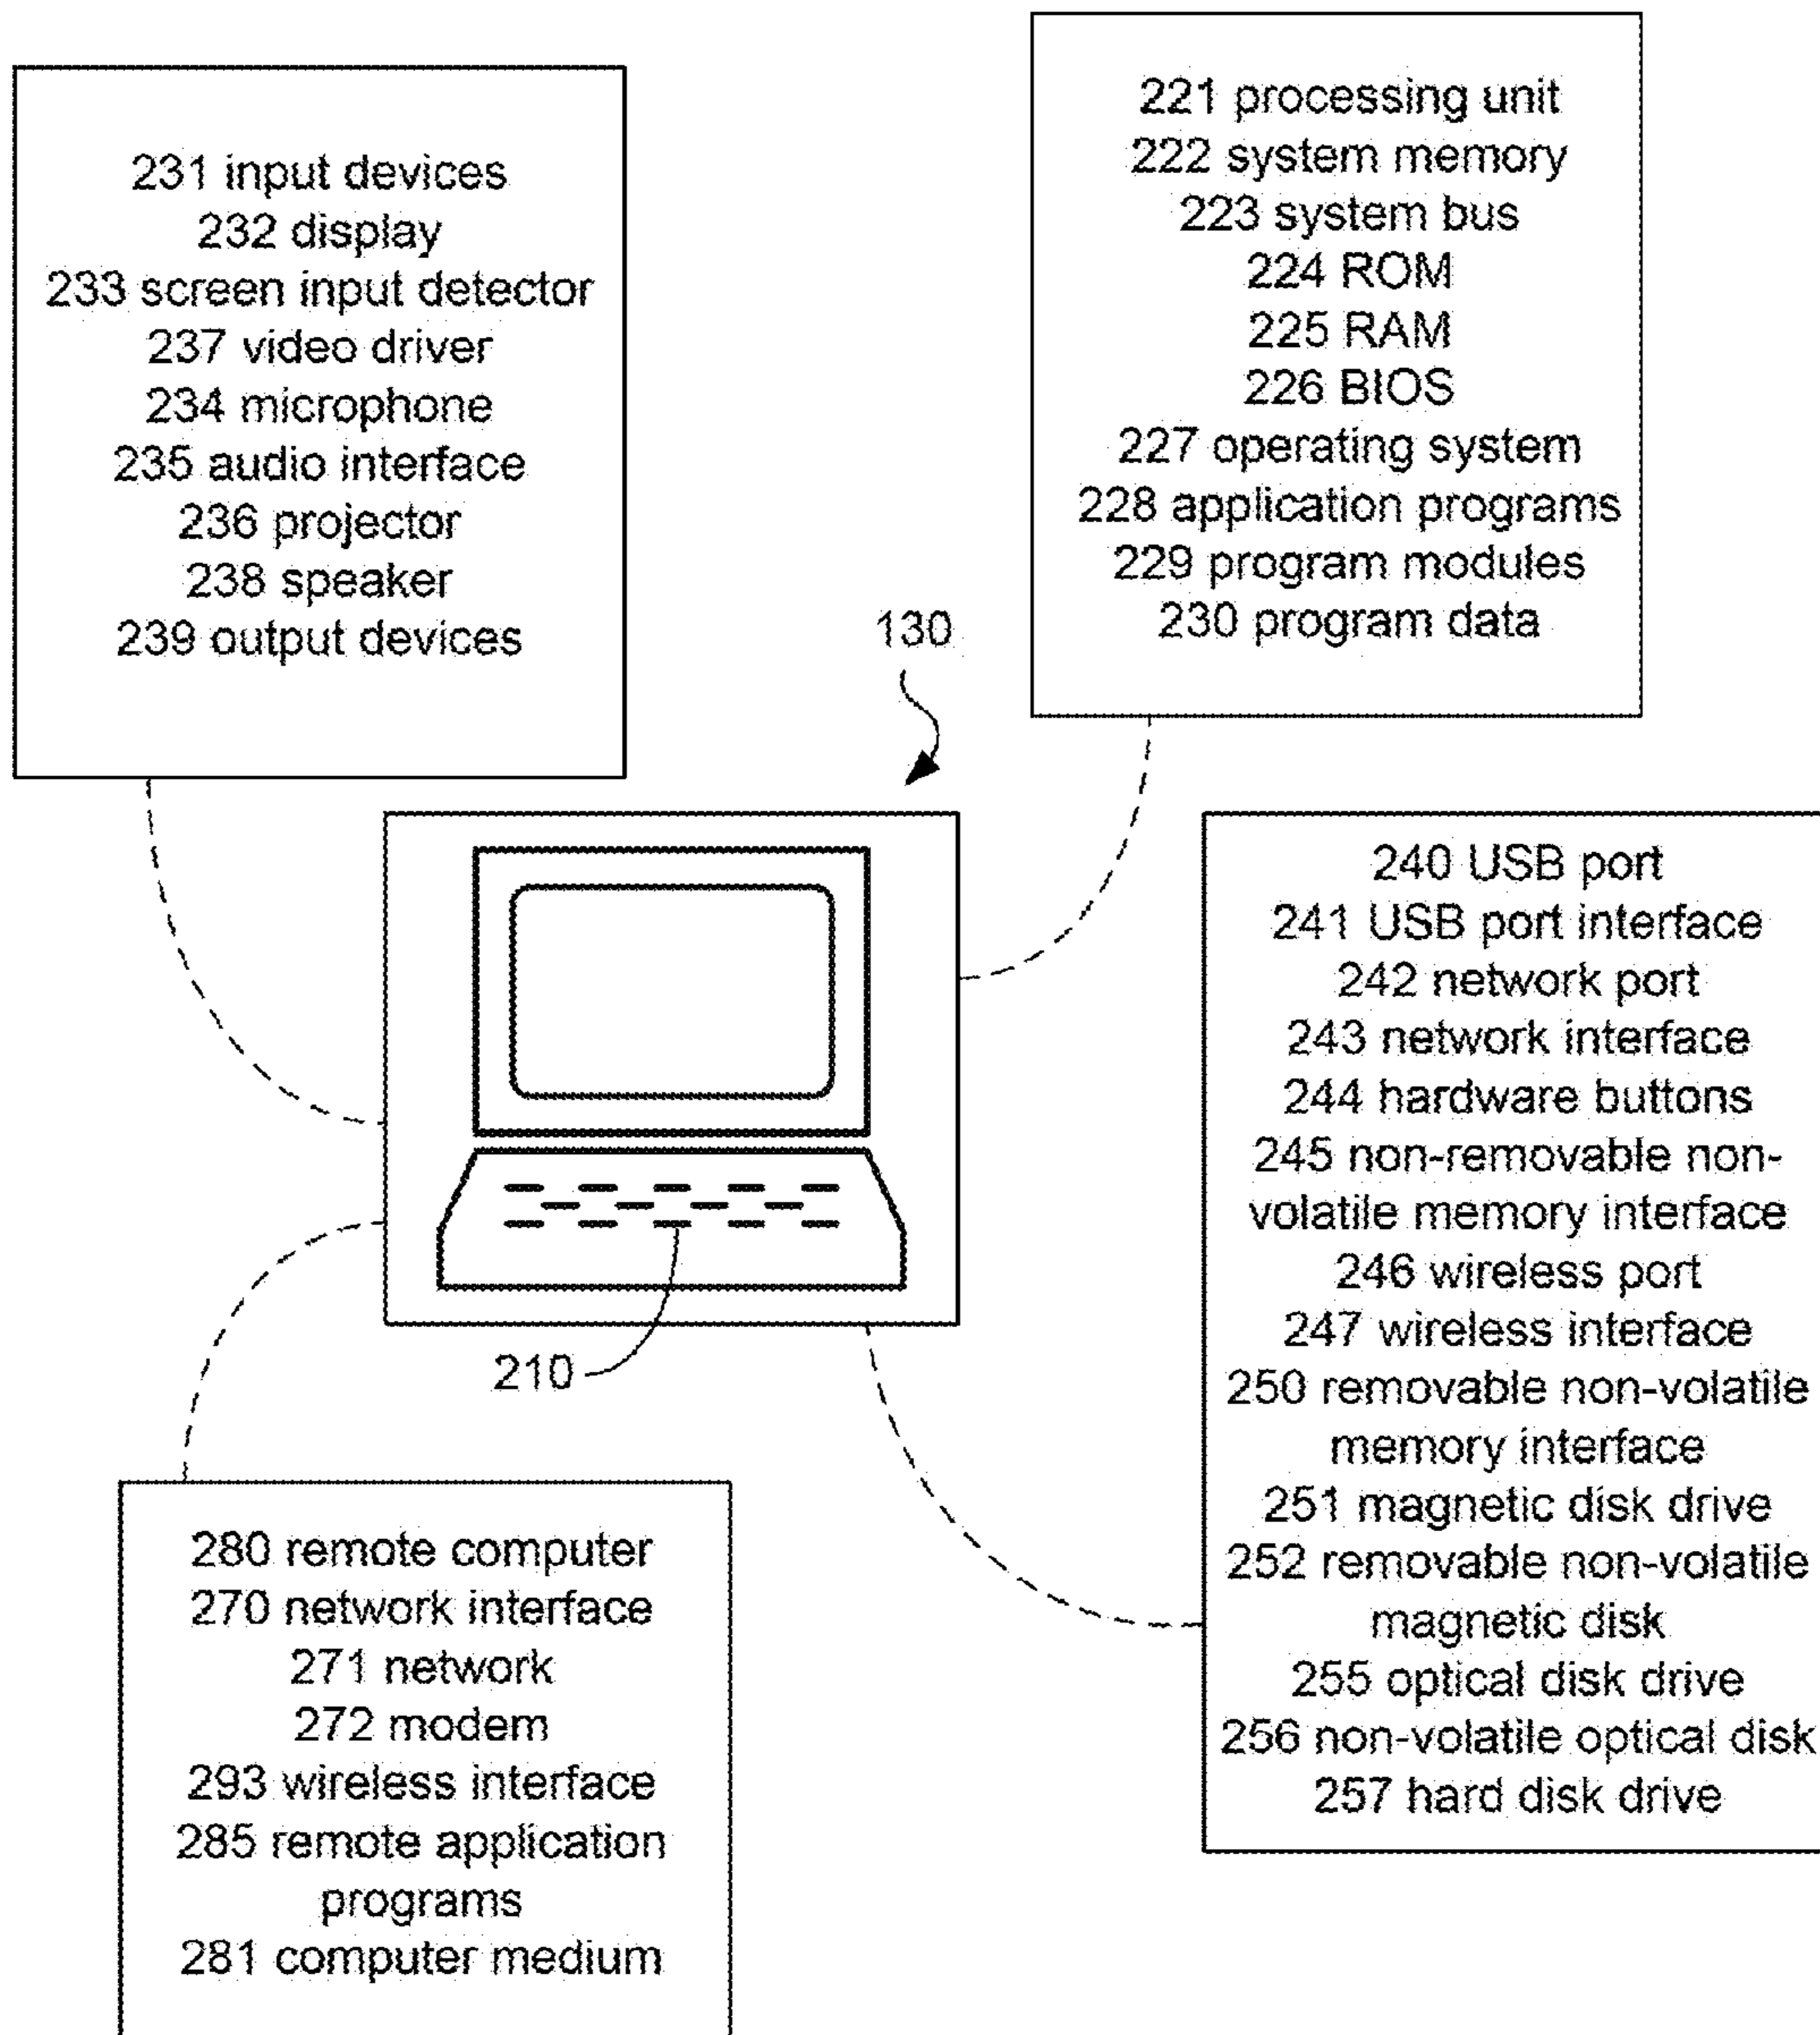 231 input devices
232 display
233 screen input detector
237 video driver
234 microphone
235 audio interface
236 projector
238 speaker
239 output devices
221 processing unit
222 system memory
223 system bus
224 ROM
225 RAM
226 BIOS
227 operating system
228 application programs
229 program modules
230 program data
130
210
240 USB port
241 USB port interface
242 network port
243 network interface
244 hardware buttons
245 non-removable non-
volatile memory interface
246 wireless port
247 wireless interface
250 removable non-volatile
memory interface
251 magnetic disk drive
252 removable non-volatile
magnetic disk
255 optical disk drive
256 non-volatile optical disk
257 hard disk drive
280 remote computer
270 network interface
271 network
272 modem
293 wireless interface
285 remote application
programs
281 computer medium